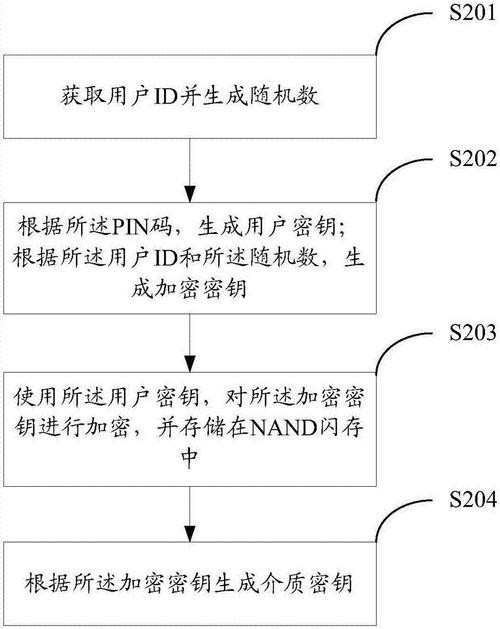 S201
获取用户ID并生成随机数
S202
根据所述PIN码，生成用户密钥；
根据所述用户ID和所述随机数，生
成加密密钥
S203
使用所述用户密钥，对所述加密密
钥进行加密，并存储在NAND闪存
中
S204
根据所述加密密钥生成介质密钥